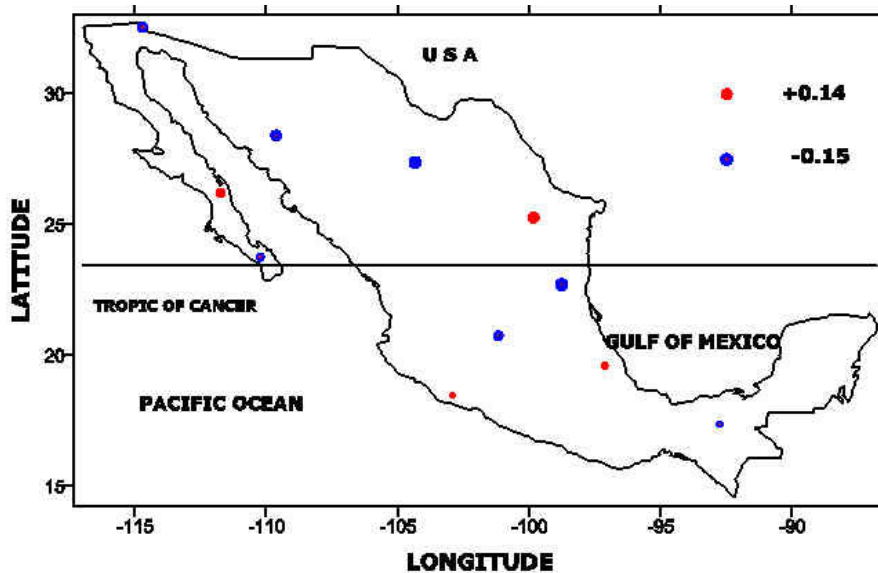 U S A
30
+0.14
-0.15
25
LATITUDE
TROPIC OF CANCER
GULF OF MEXICO
20
PACIFIC OCEAN
15
-115
-110
-105
-100
-95
-90
LONGITUDE